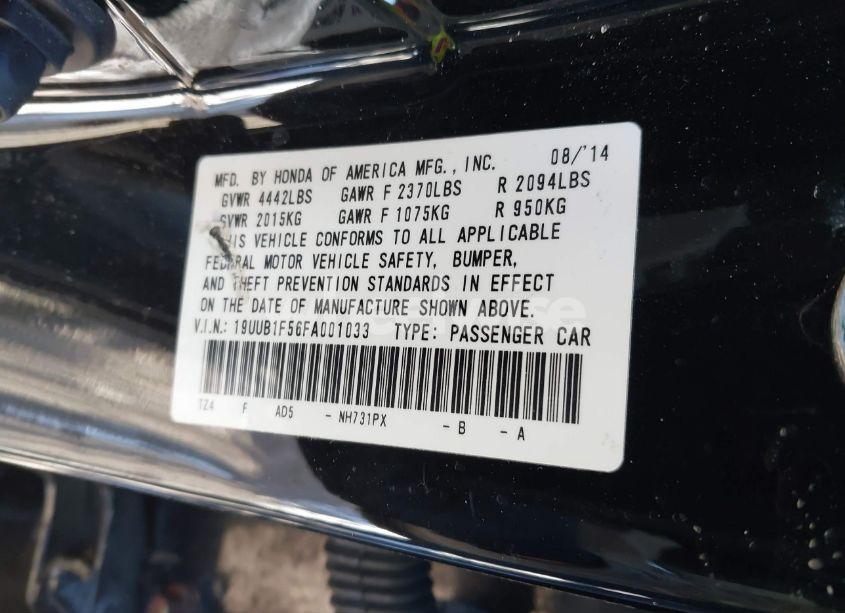 MFD. BY HONDA OF AMERICA MFG., INC. 08/'14
GVWR 4442LBS GAWR F 2370LBS R 2094LBS
GVWR 2015KG GAWR F 1075KG R 950KG
THIS VEHICLE CONFORMS TO ALL APPLICABLE
FEDERAL MOTOR VEHICLE SAFETY, BUMPER,
AND THEFT PREVENTION STANDARDS IN EFFECT
ON THE DATE OF MANUFACTURE SHOWN ABOVE.
V.I.N.: 19UUB1F56FA001033 TYPE: PASSENGER CAR
TZ4 F AD5 - NH731PX - B - A